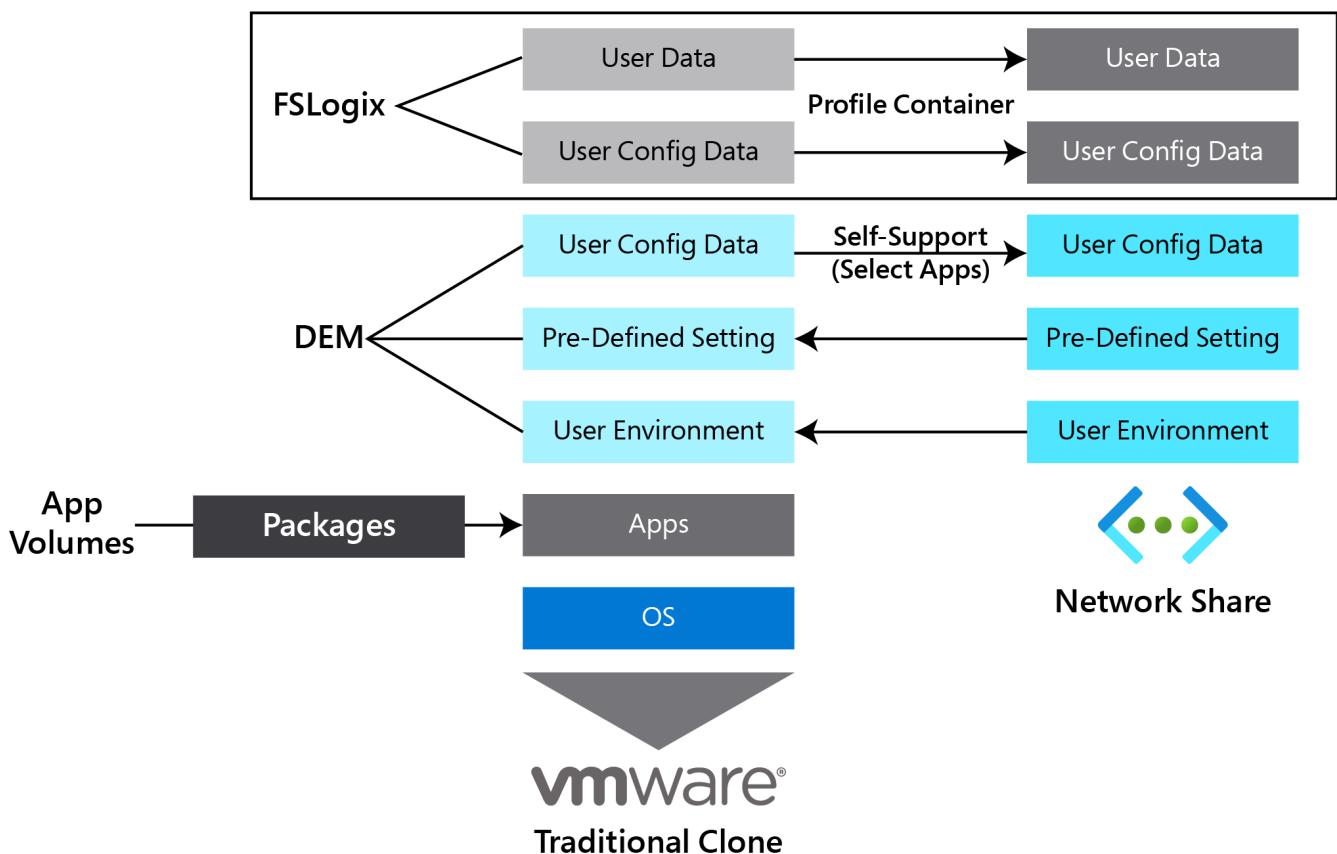 User Data
User Data
FSLogix
Profile Container
User Config Data
User Config Data
User Config Data
Self-Support
(Select Apps)
User Config Data
DEM
Pre-Defined Setting
Pre-Defined Setting
User Environment
User Environment
App
Volumes
Packages
Apps
OS
Network Share
vmware®
Traditional Clone